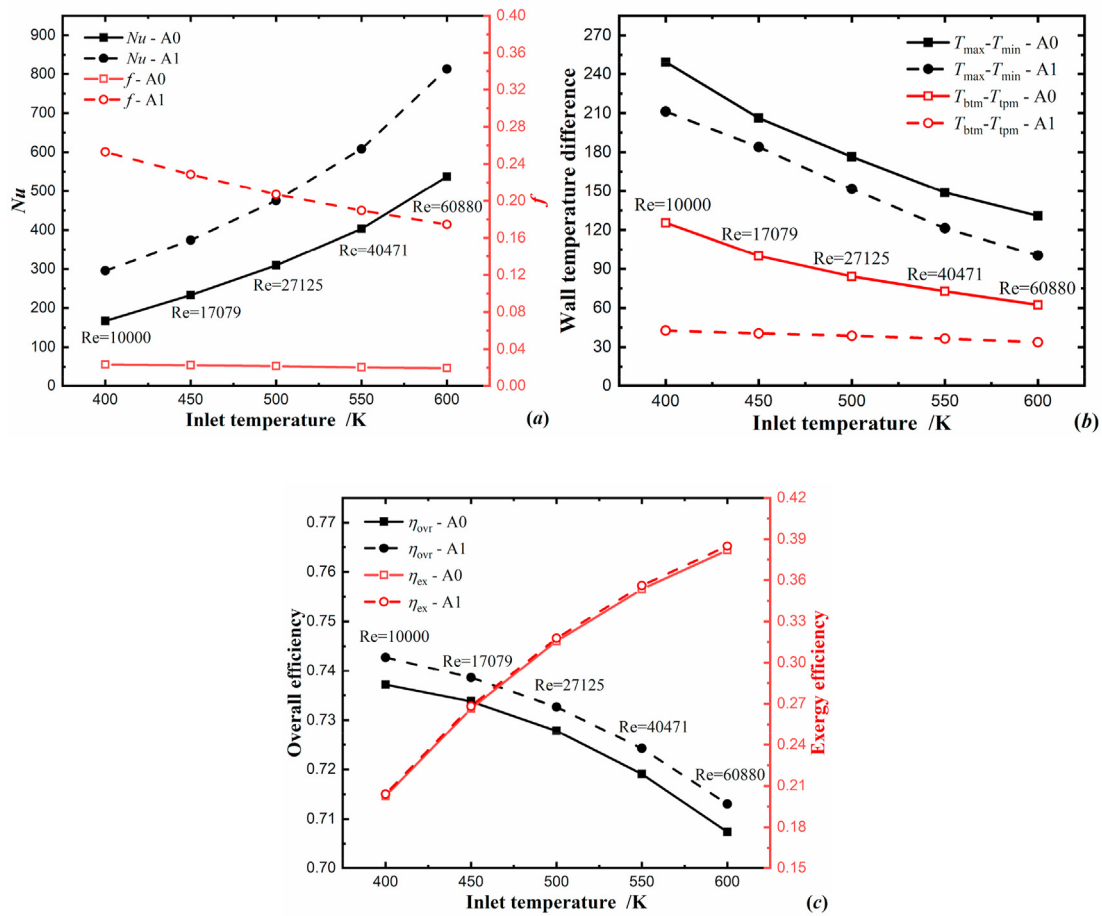 900
800
700
600
500
400
300
200
100
0
Nu
Nu - A0
Nu - A1
f - A0
f - A1
Re=10000
Re=17079
Re=27125
Re=40471
Re=60880
0.40
0.36
0.32
0.28
0.24
0.20
0.16
0.12
0.08
0.04
0.00
f
400 450 500 550 600
Inlet temperature /K
(a)
270
240
210
180
150
120
90
60
30
0
Wall temperature difference
Tmax-Tmin - A0
Tmax-Tmin - A1
Tbtm-Ttpm - A0
Tbtm-Ttpm - A1
Re=10000
Re=17079
Re=27125
Re=40471
Re=60880
400 450 500 550 600
Inlet temperature /K
(b)
0.77
0.76
0.75
0.74
0.73
0.72
0.71
0.70
Overall efficiency
ηovr - A0
ηovr - A1
ηex - A0
ηex - A1
Re=10000
Re=17079
Re=27125
Re=40471
Re=60880
0.42
0.39
0.36
0.33
0.30
0.27
0.24
0.21
0.18
0.15
Exergy efficiency
400 450 500 550 600
Inlet temperature /K
(c)